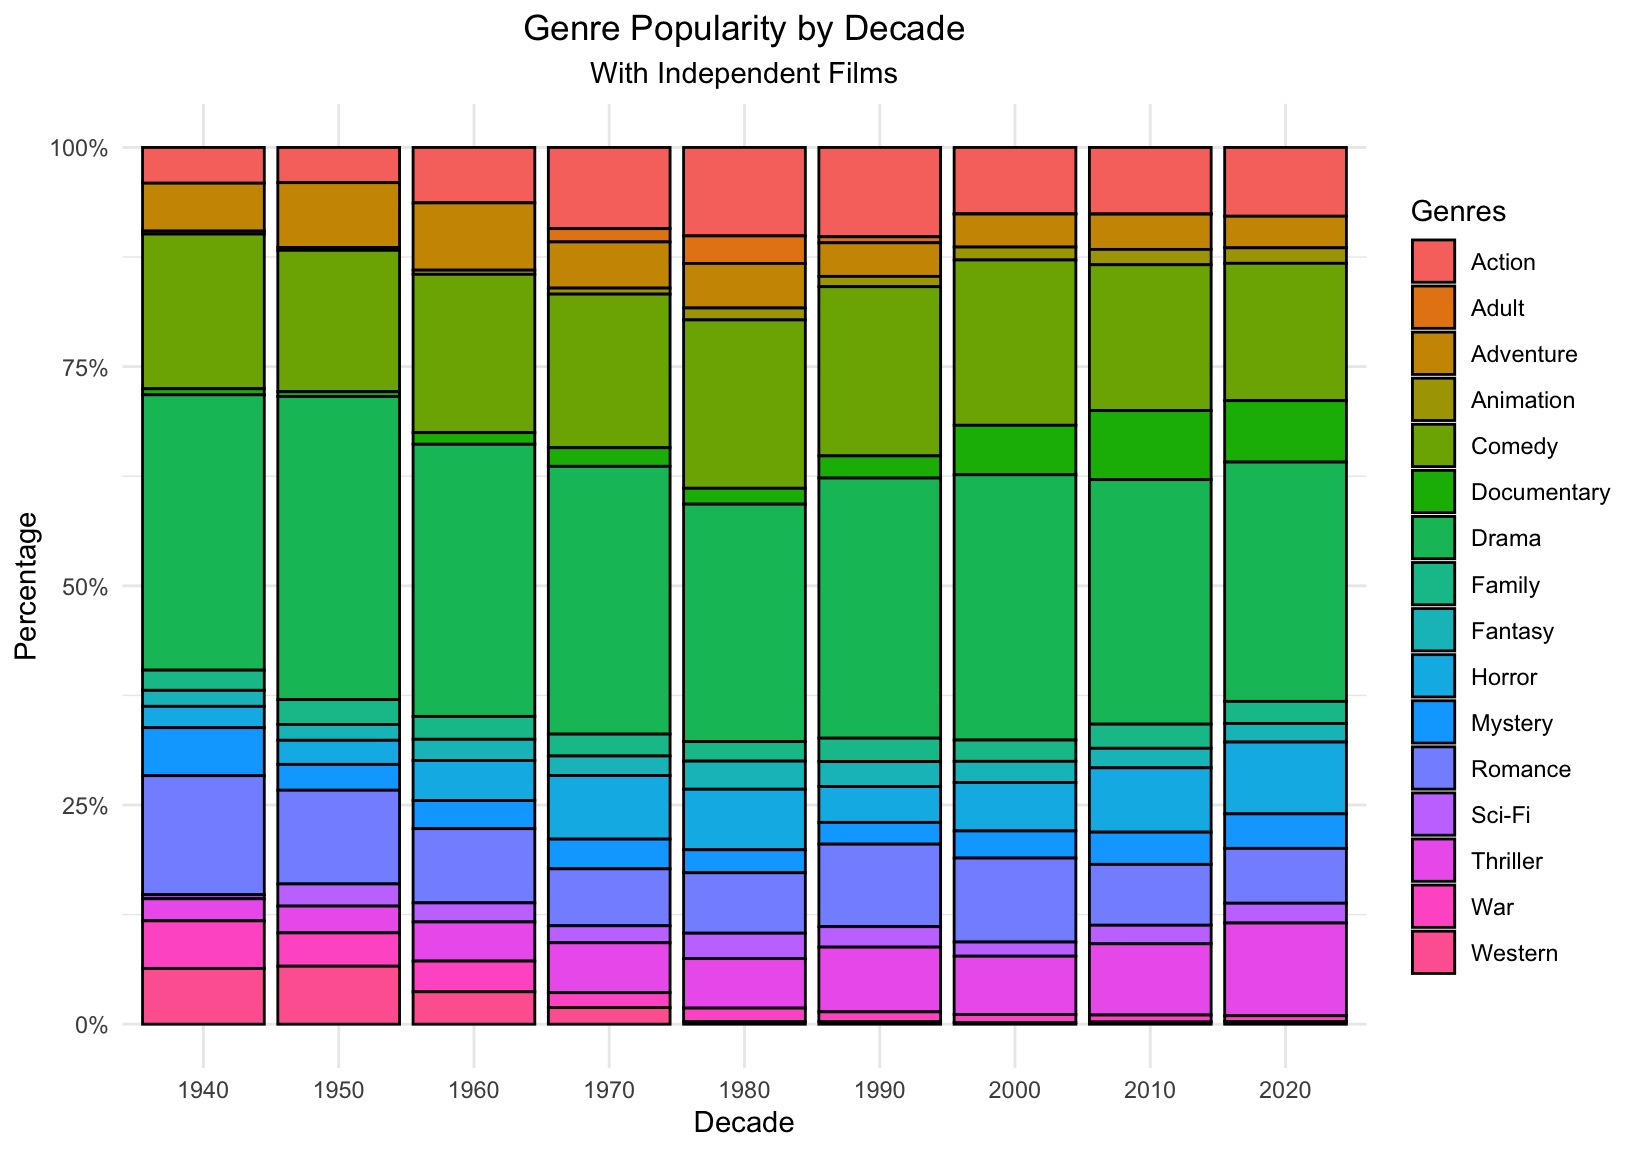 Genre Popularity by Decade
With Independent Films
Percentage
100%
75%
50%
25%
0%
1940 1950 1960 1970 1980 1990 2000 2010 2020
Decade
Genres
Action
Adult
Adventure
Animation
Comedy
Documentary
Drama
Family
Fantasy
Horror
Mystery
Romance
Sci-Fi
Thriller
War
Western